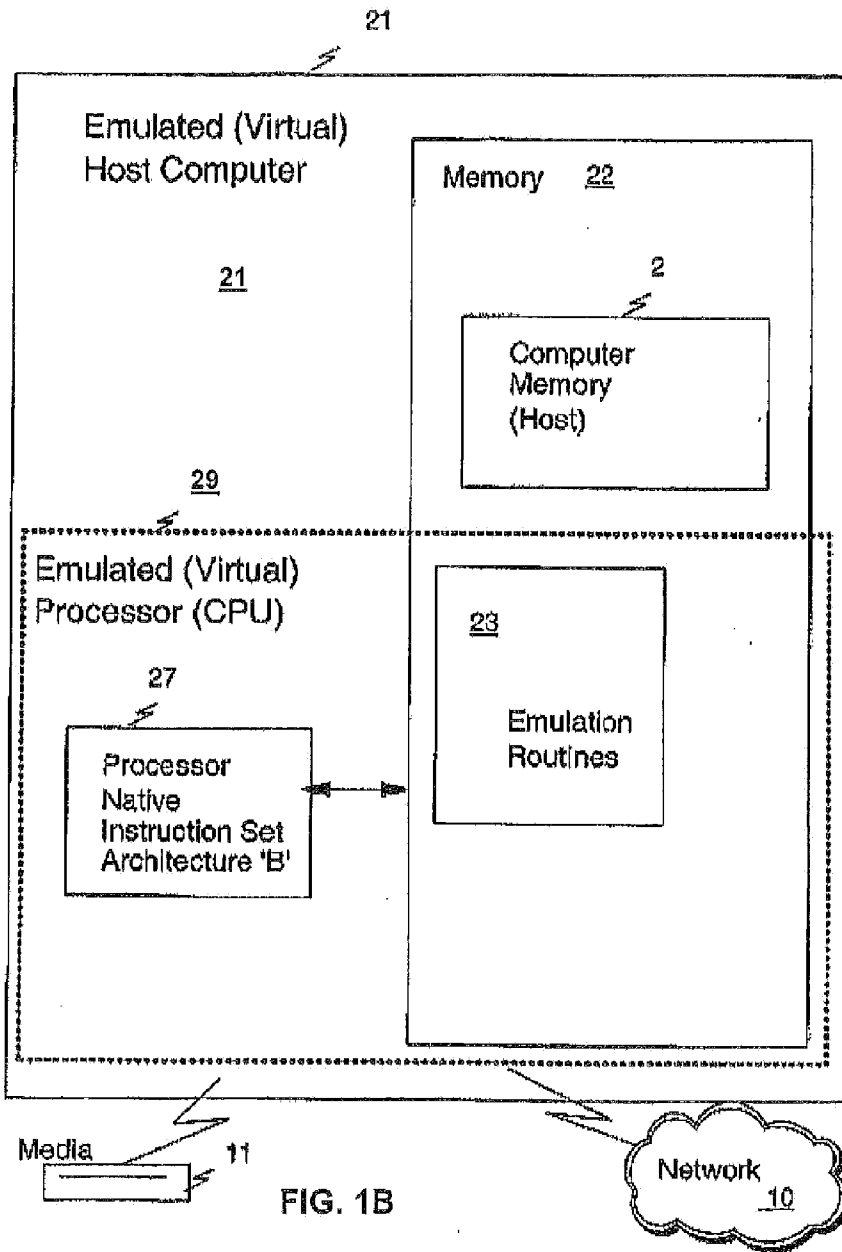 21
Emulated (Virtual)
Host Computer
21
Memory 22
2
Computer
Memory
(Host)
29
Emulated (Virtual)
Processor (CPU)
27
Processor
Native
Instruction Set
Architecture 'B'
23
Emulation
Routines
Media
11
FIG. 1B
Network
10